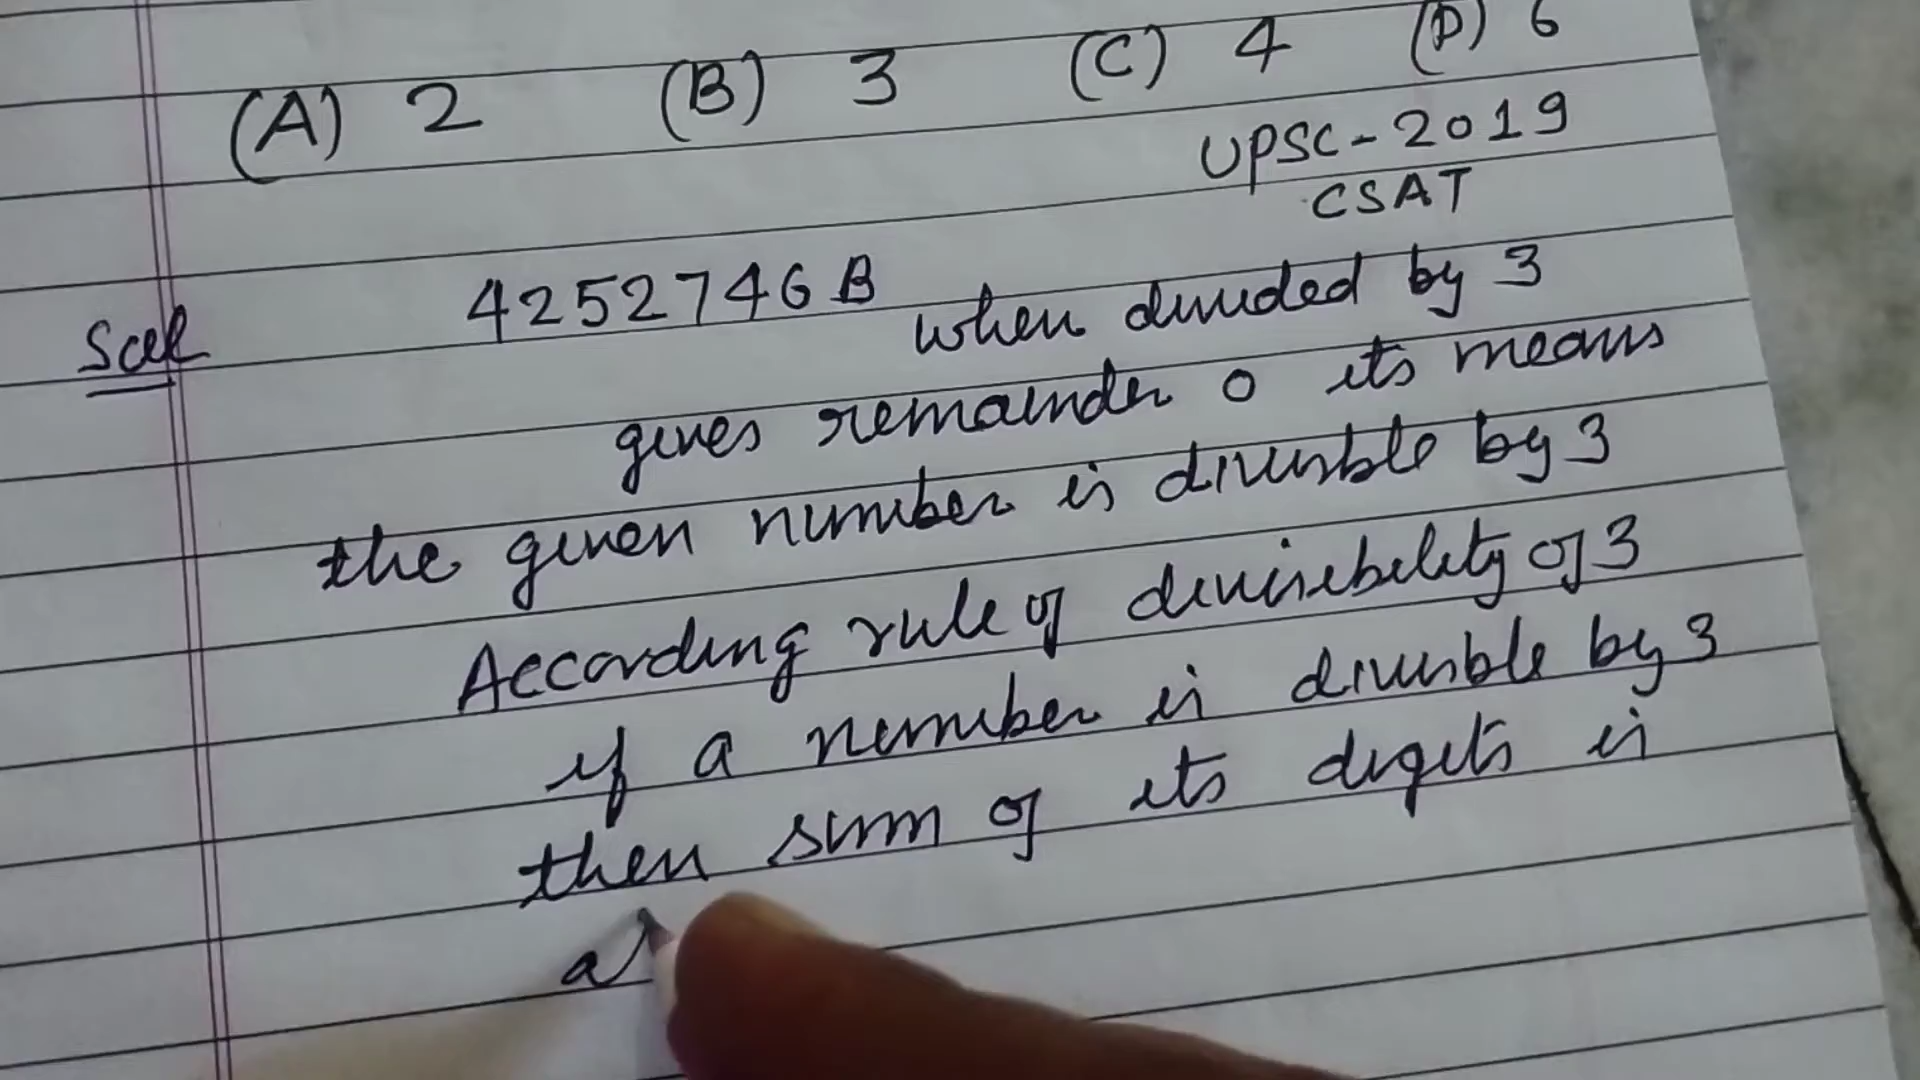 (A) 2 (B) 3 (C) 4 (D) 6
UPSC-2019
CSAT
Sol 4252746B when divided by 3
gives remainder 0 its means
the given number is divisible by 3
According rule of divisibility of 3
if a number is divisible by 3
then sum of its digits is
al